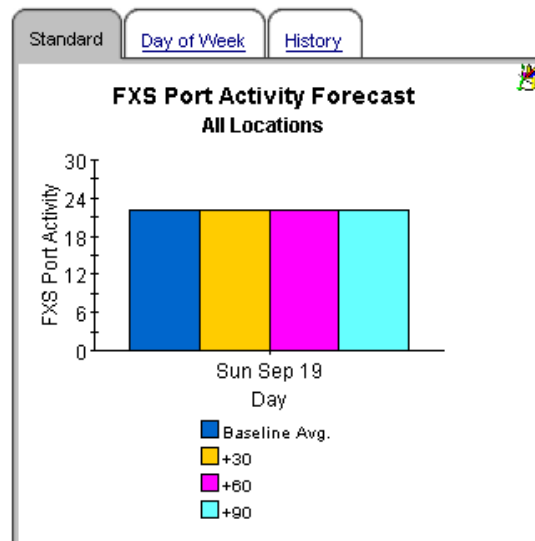 Standard
Day of Week
History
FXS Port Activity Forecast
All Locations
FXS Port Activity
30
24
18
12
6
0
Sun Sep 19
Day
Baseline Avg.
+30
+60
+90